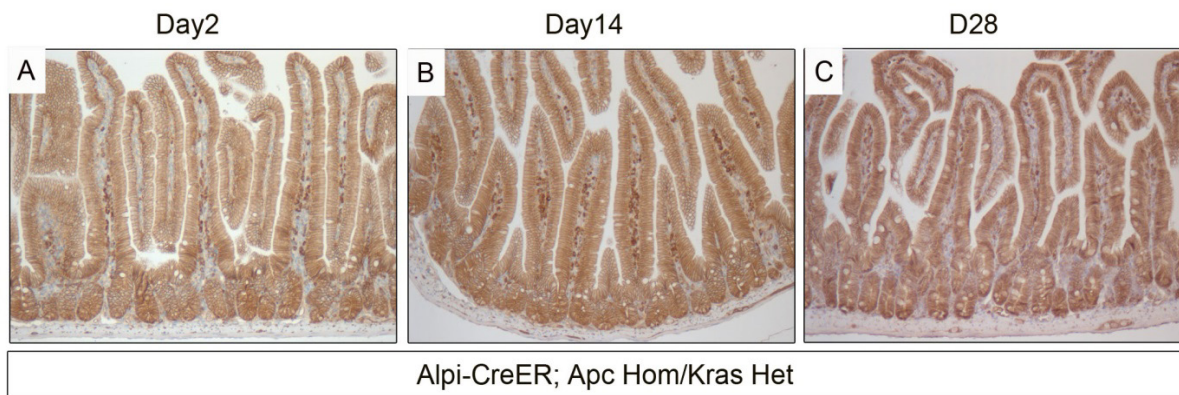 Day2
Day14
D28
A
B
C
Alpi-CreER; Apc Hom/Kras Het